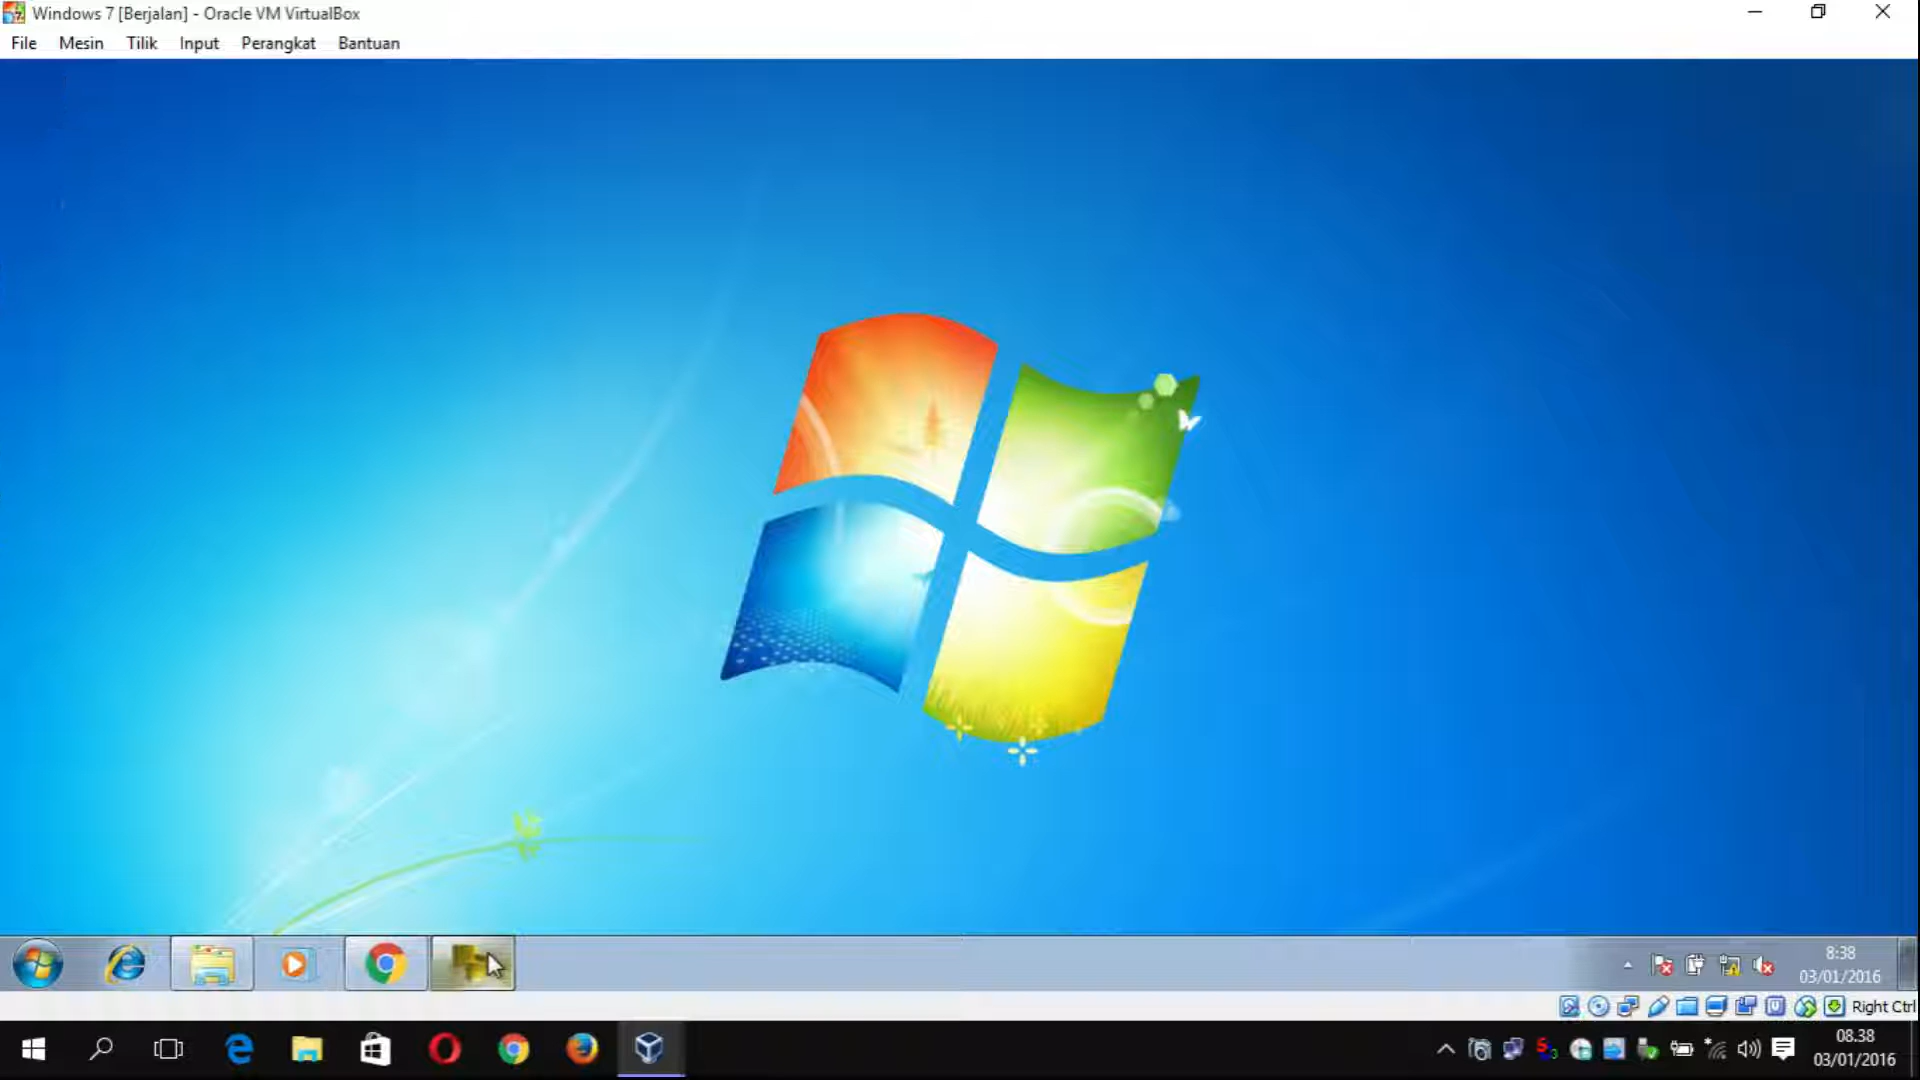 Windows 7 [Berjalan] - Oracle VM VirtualBox
File Mesin Tilik Input Perangkat Bantuan
8:38
03/01/2016
Right Ctrl
08.38
03/01/2016